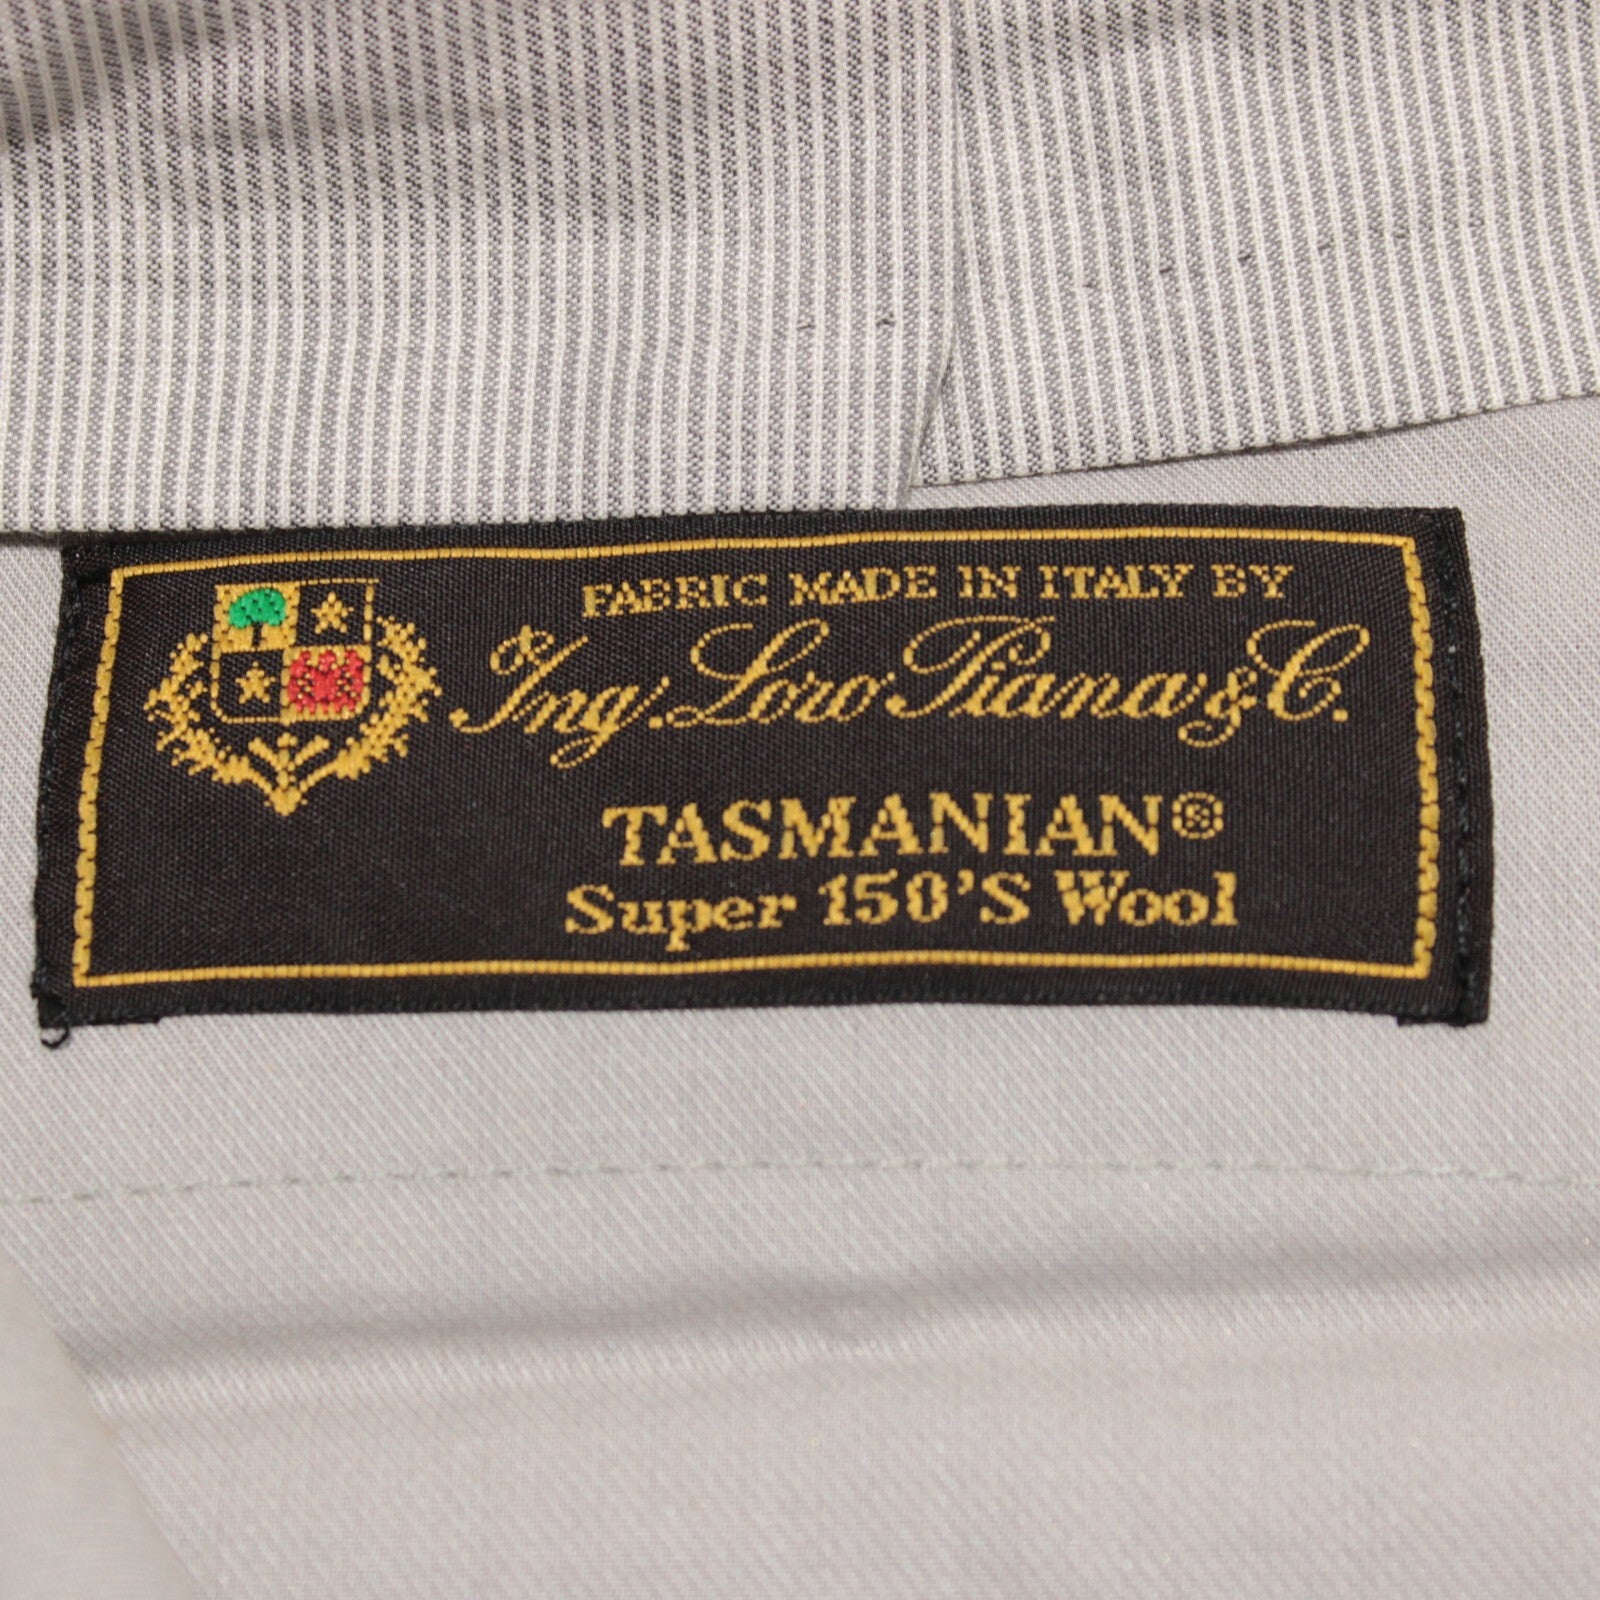 FABRIC MADE IN ITALY BY
Ing. Loro Piana & C.
TASMANIAN®
Super 150'S Wool